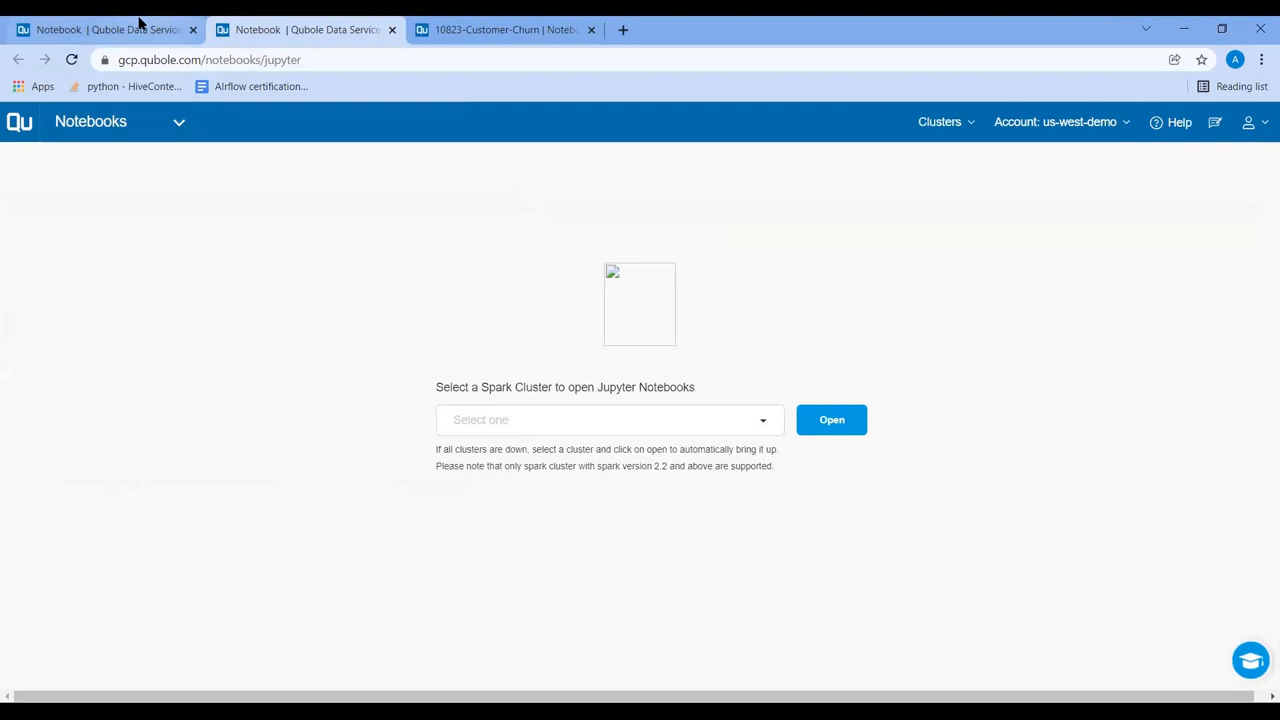 Notebook | Qubole Data Service
Notebook | Qubole Data Service
10823-Customer-Churn | Noteb
gcp.qubole.com/notebooks/jupyter
A
Apps
python - HiveConte...
AIrflow certification...
Reading list
Qu
Notebooks
Clusters
Account: us-west-demo
Help
Select a Spark Cluster to open Jupyter Notebooks
Select one
Open
If all clusters are down, select a cluster and click on open to automatically bring it up.
Please note that only spark cluster with spark version 2.2 and above are supported.